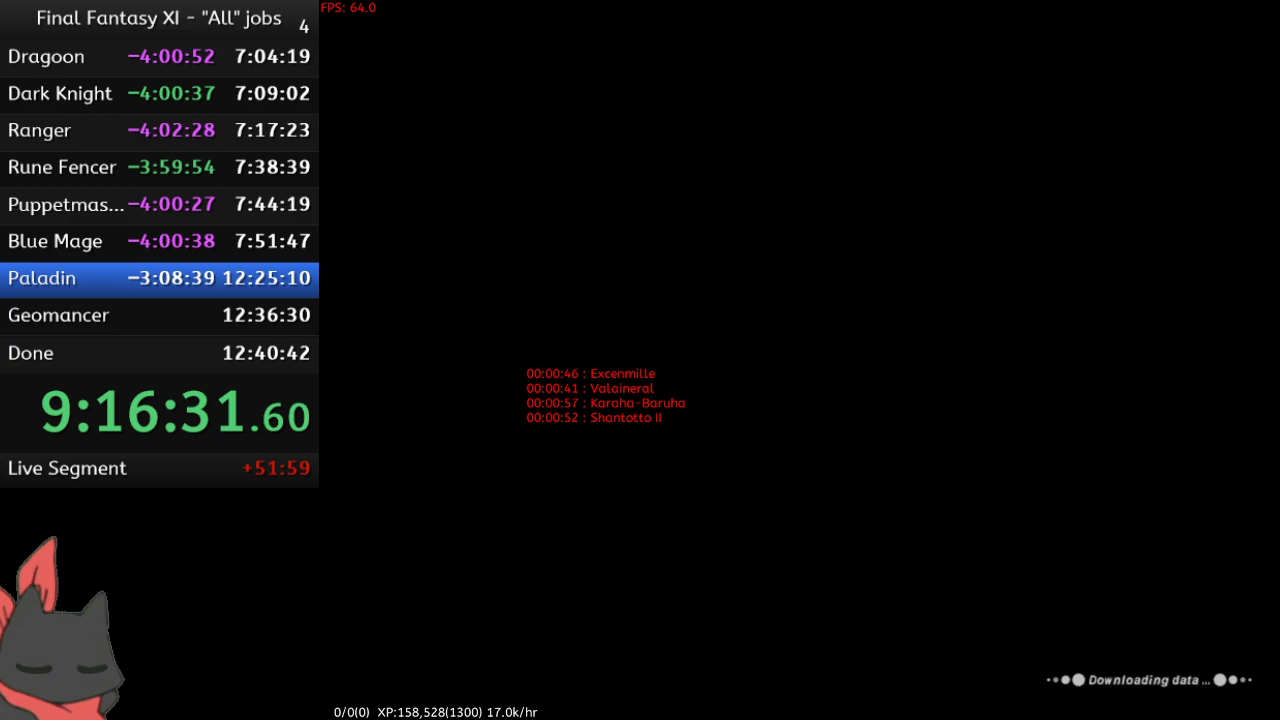 Final Fantasy XI - "All" jobs 4
FPS: 64.0
Dragoon −4:00:52 7:04:19
Dark Knight −4:00:37 7:09:02
Ranger −4:02:28 7:17:23
Rune Fencer −3:59:54 7:38:39
Puppetmas... −4:00:27 7:44:19
Blue Mage −4:00:38 7:51:47
Paladin −3:08:39 12:25:10
Geomancer 12:36:30
Done 12:40:42
9:16:31.60
Live Segment +51:59
00:00:46 : Excenmille
00:00:41 : Valaineral
00:00:57 : Karaha-Baruha
00:00:52 : Shantotto II
Downloading data ...
0/0(0) XP:158,528(1300) 17.0k/hr